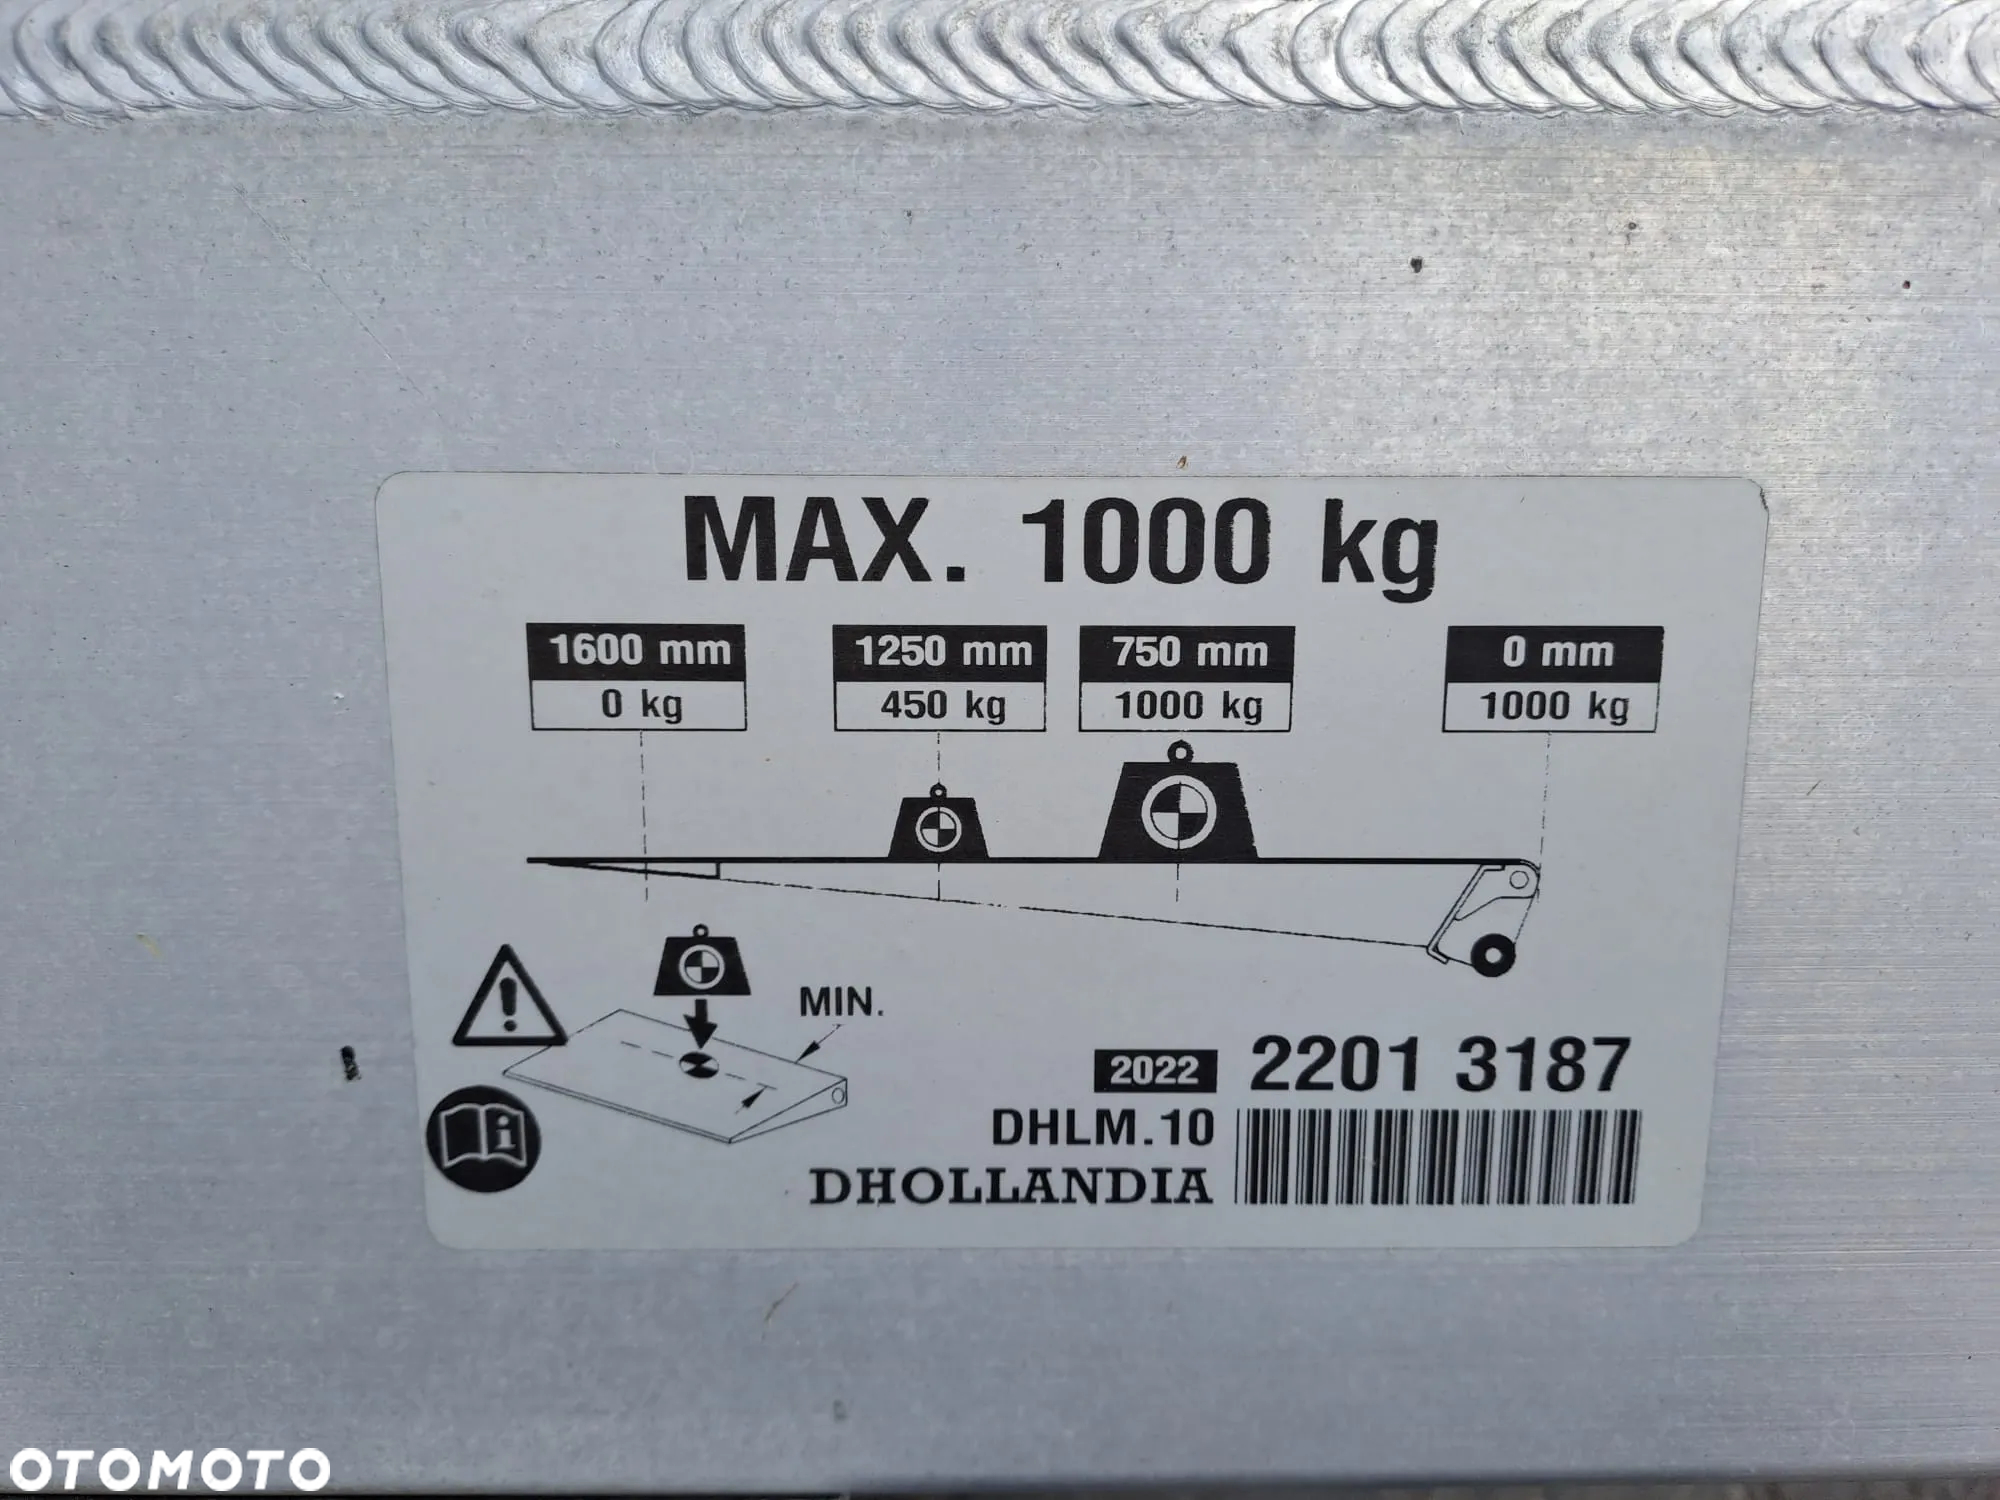 MAX. 1000 kg
1600 mm 1250 mm 750 mm 0 mm
0 kg 450 kg 1000 kg 1000 kg
MIN.
2022 2201 3187
DHLM.10
DHOLLANDIA
OTOMOTO